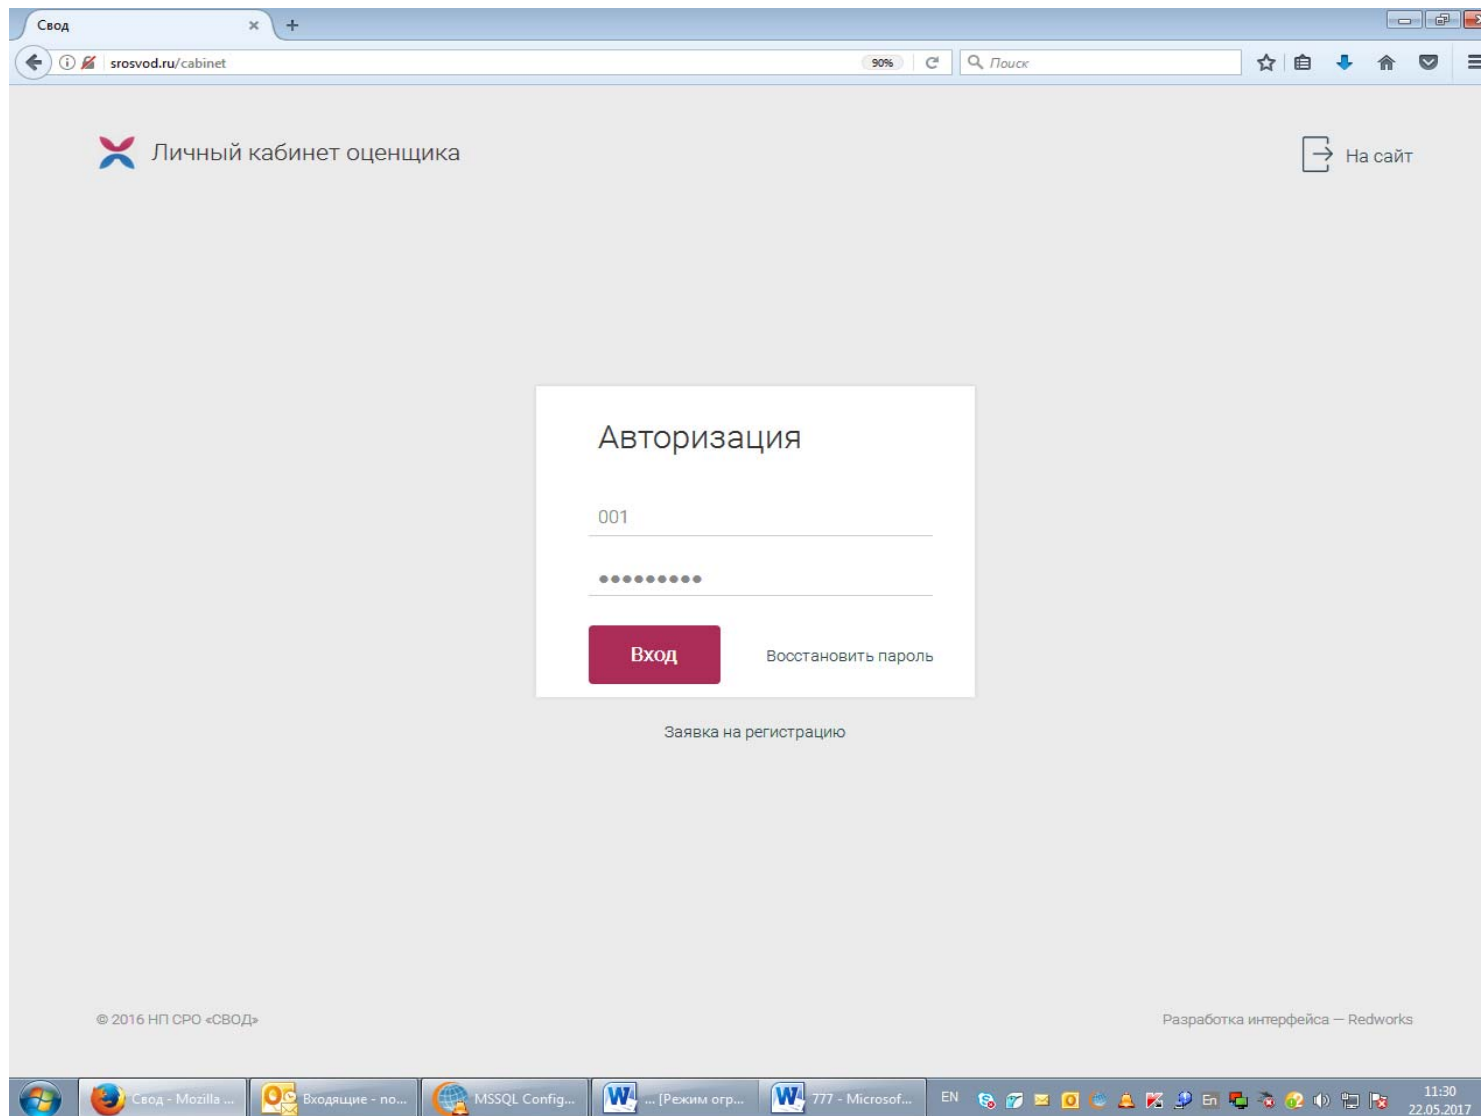 Свод
srosvod.ru/cabinet
90%
Поиск
Личный кабинет оценщика
На сайт
Авторизация
001
Вход
Восстановить пароль
Заявка на регистрацию
© 2016 НП СРО «СВОД»
Разработка интерфейса — Redworks
Свод - Mozilla ...
Входящие - по...
MSSQL Config...
... [Режим огр...
777 - Microsof...
EN
En
11:30
22.05.2017